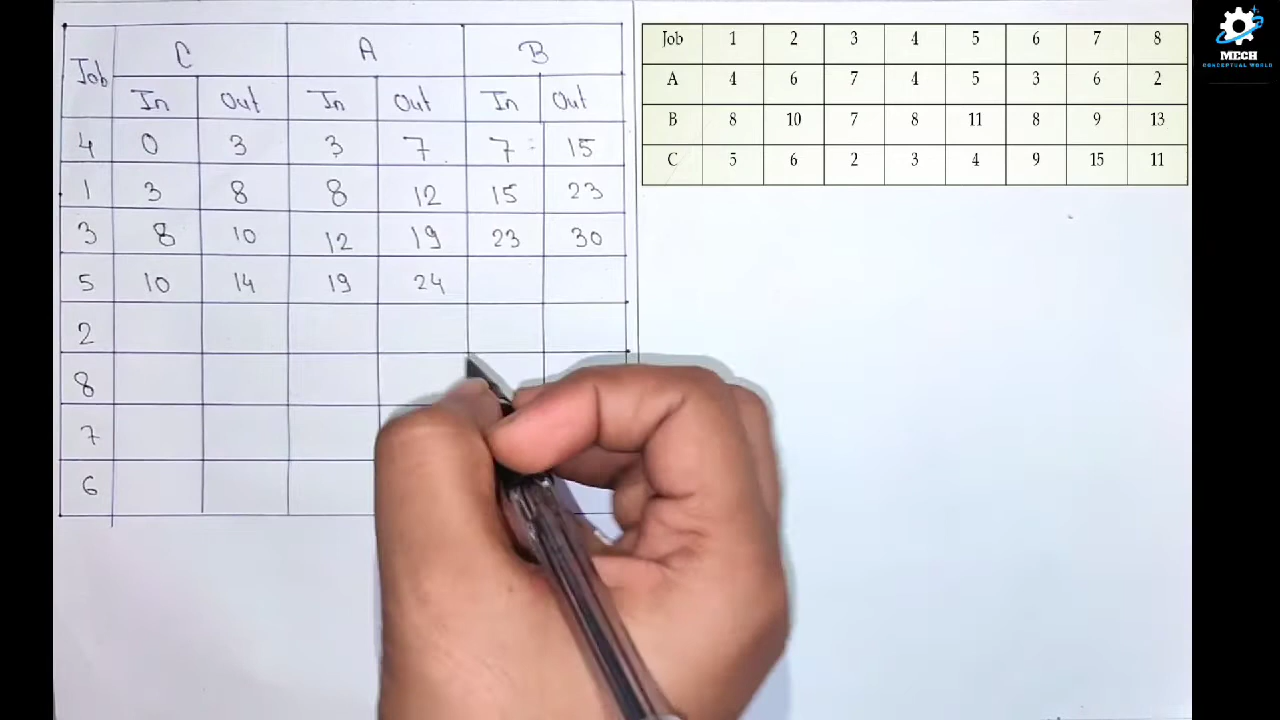 Job C A B
In Out In Out In Out
4 0 3 3 7 7 15
1 3 8 8 12 15 23
3 8 10 12 19 23 30
5 10 14 19 24
2
8
7
6
Job 1 2 3 4 5 6 7 8
A 4 6 7 4 5 3 6 2
B 8 10 7 8 11 8 9 13
C 5 6 2 3 4 9 15 11
MECH
CONCEPTUAL WORLD